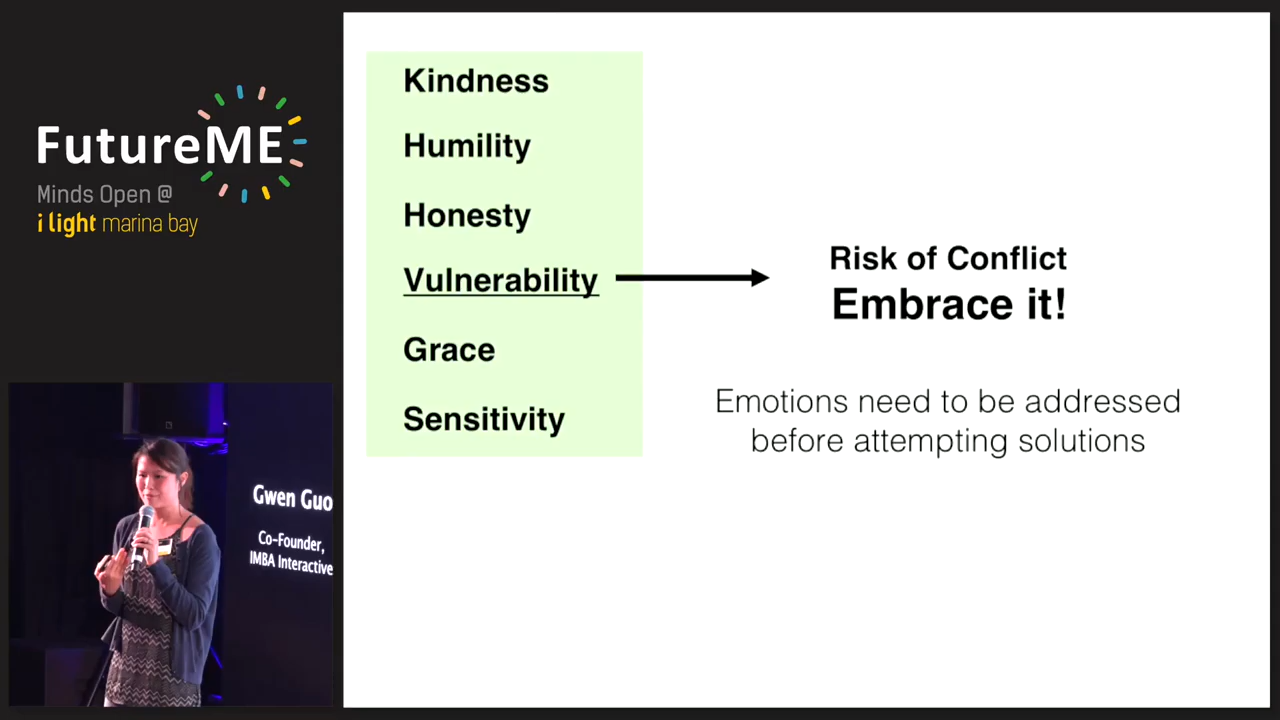 FutureME
Minds Open @
i light marina bay
Kindness
Humility
Honesty
Vulnerability
Grace
Sensitivity
Risk of Conflict
Embrace it!
Emotions need to be addressed
before attempting solutions
Gwen Guo
Co-Founder,
IMBA Interactive